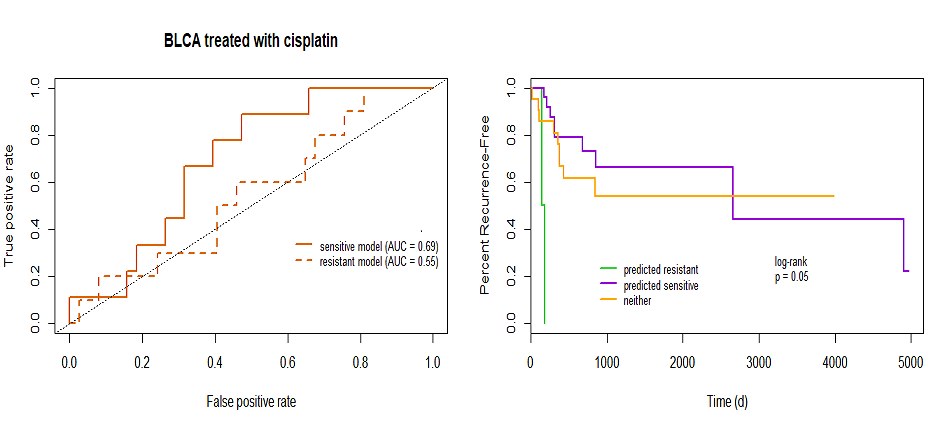 BLCA treated with cisplatin
True positive rate
1.0
0.8
0.6
0.4
0.2
0.0
sensitive model (AUC = 0.69)
resistant model (AUC = 0.55)
0.0 0.2 0.4 0.6 0.8 1.0
False positive rate
Percent Recurrence-Free
1.0
0.8
0.6
0.4
0.2
0.0
predicted resistant
predicted sensitive
neither
log-rank
p = 0.05
0 1000 2000 3000 4000 5000
Time (d)